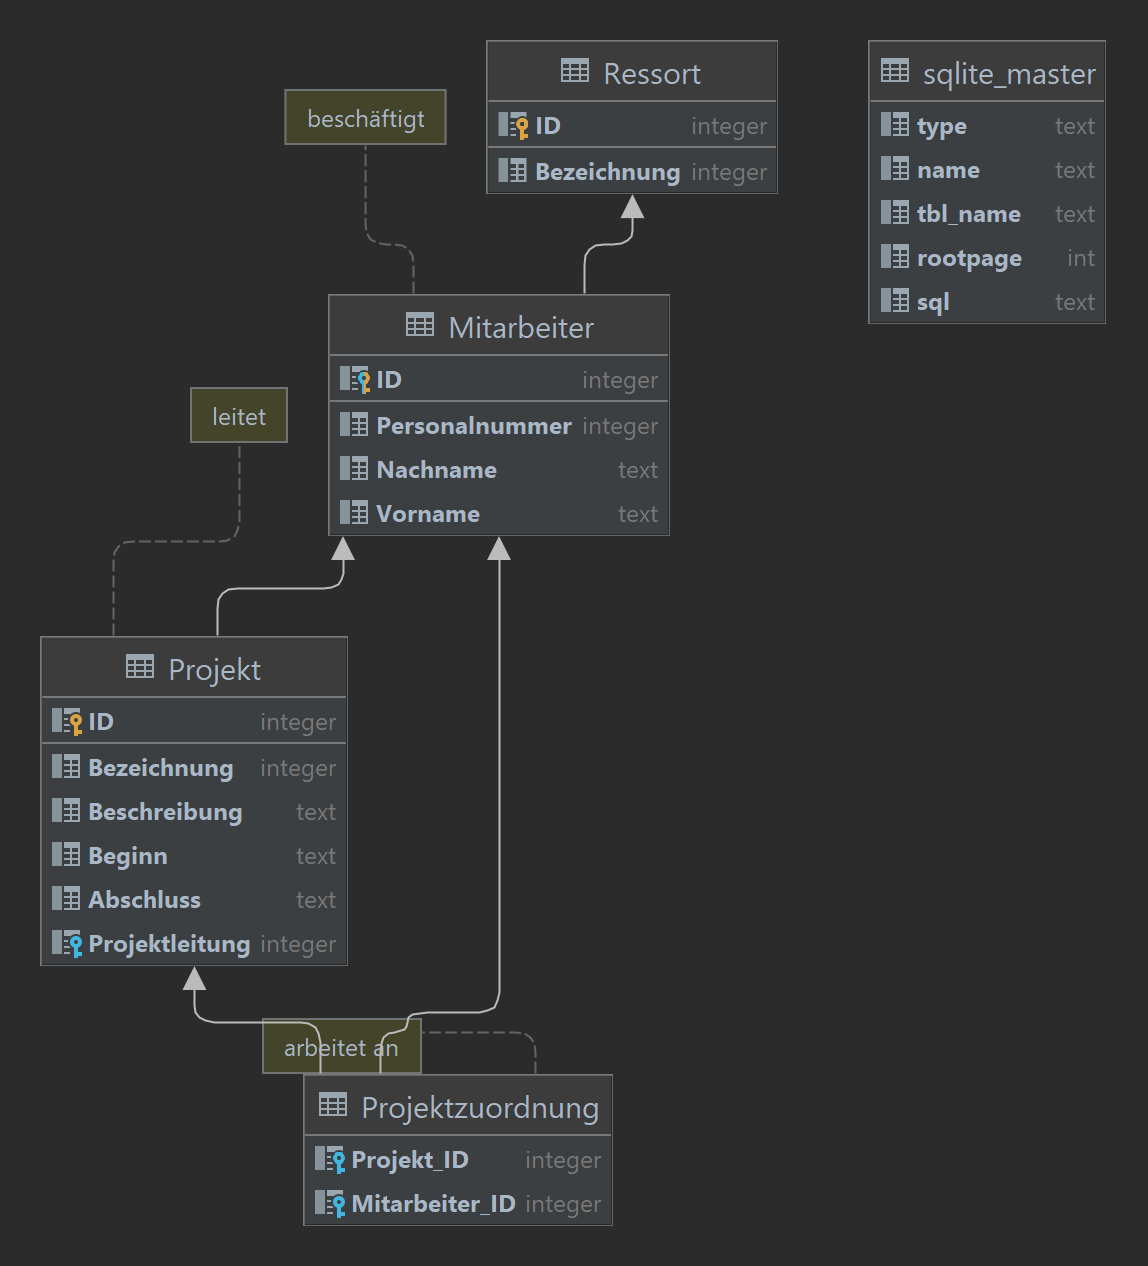 Ressort
ID integer
Bezeichnung integer
sqlite_master
type text
name text
tbl_name text
rootpage int
sql text
beschäftigt
Mitarbeiter
ID integer
Personalnummer integer
Nachname text
Vorname text
leitet
Projekt
ID integer
Bezeichnung integer
Beschreibung text
Beginn text
Abschluss text
Projektleitung integer
arbeitet an
Projektzuordnung
Projekt_ID integer
Mitarbeiter_ID integer